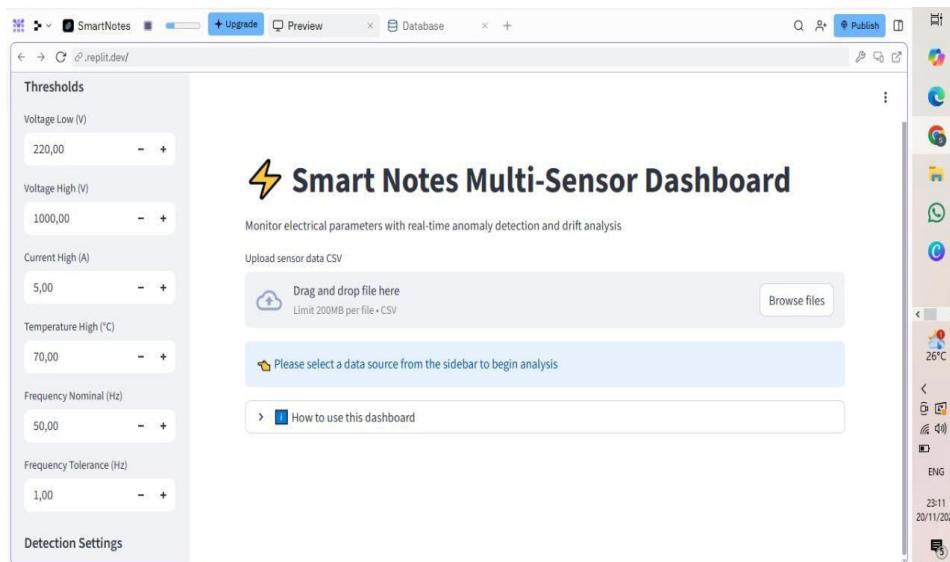 SmartNotes
Upgrade
Preview
Database
Publish
.replit.dev/
Thresholds
Voltage Low (V)
220,00
Voltage High (V)
1000,00
Current High (A)
5,00
Temperature High (°C)
70,00
Frequency Nominal (Hz)
50,00
Frequency Tolerance (Hz)
1,00
Detection Settings
Smart Notes Multi-Sensor Dashboard
Monitor electrical parameters with real-time anomaly detection and drift analysis
Upload sensor data CSV
Drag and drop file here
Limit 200MB per file • CSV
Browse files
Please select a data source from the sidebar to begin analysis
How to use this dashboard
26°C
ENG
23:11
20/11/202